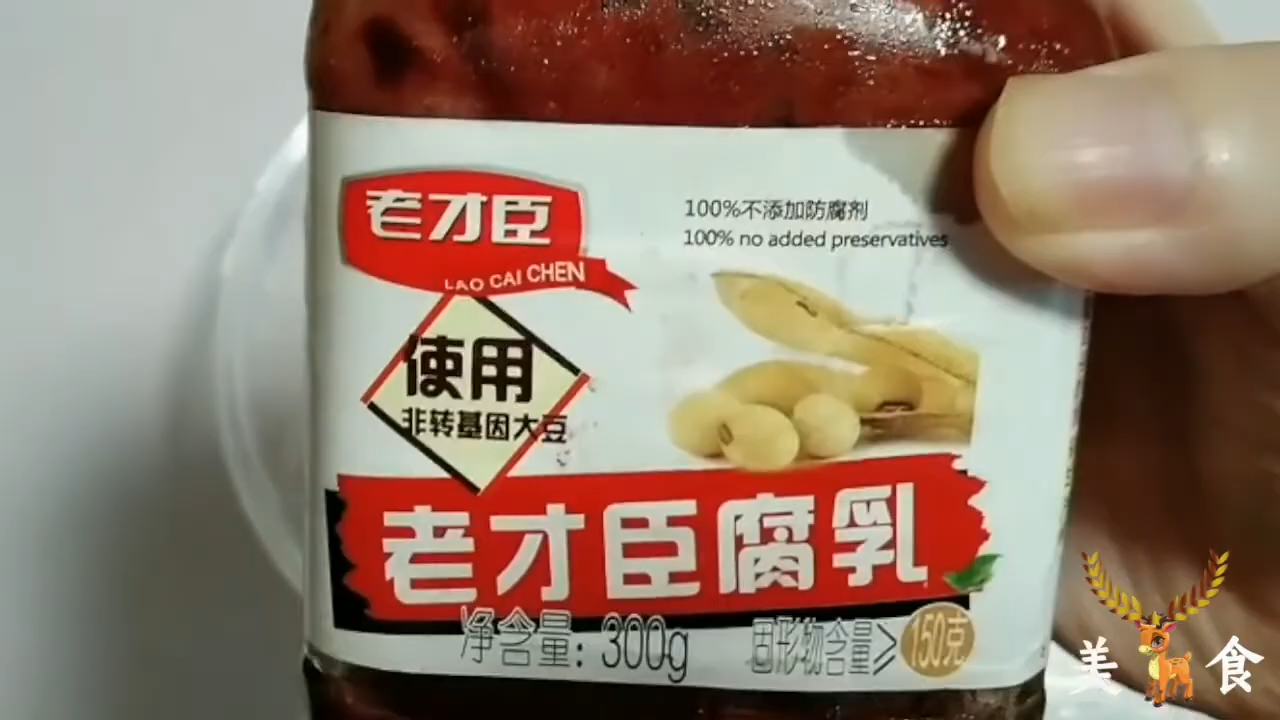 老才臣
LAO CAI CHEN
100%不添加防腐剂
100% no added preservatives
使用
非转基因大豆
老才臣腐乳
净含量: 300g
固形物含量≥150克
美食